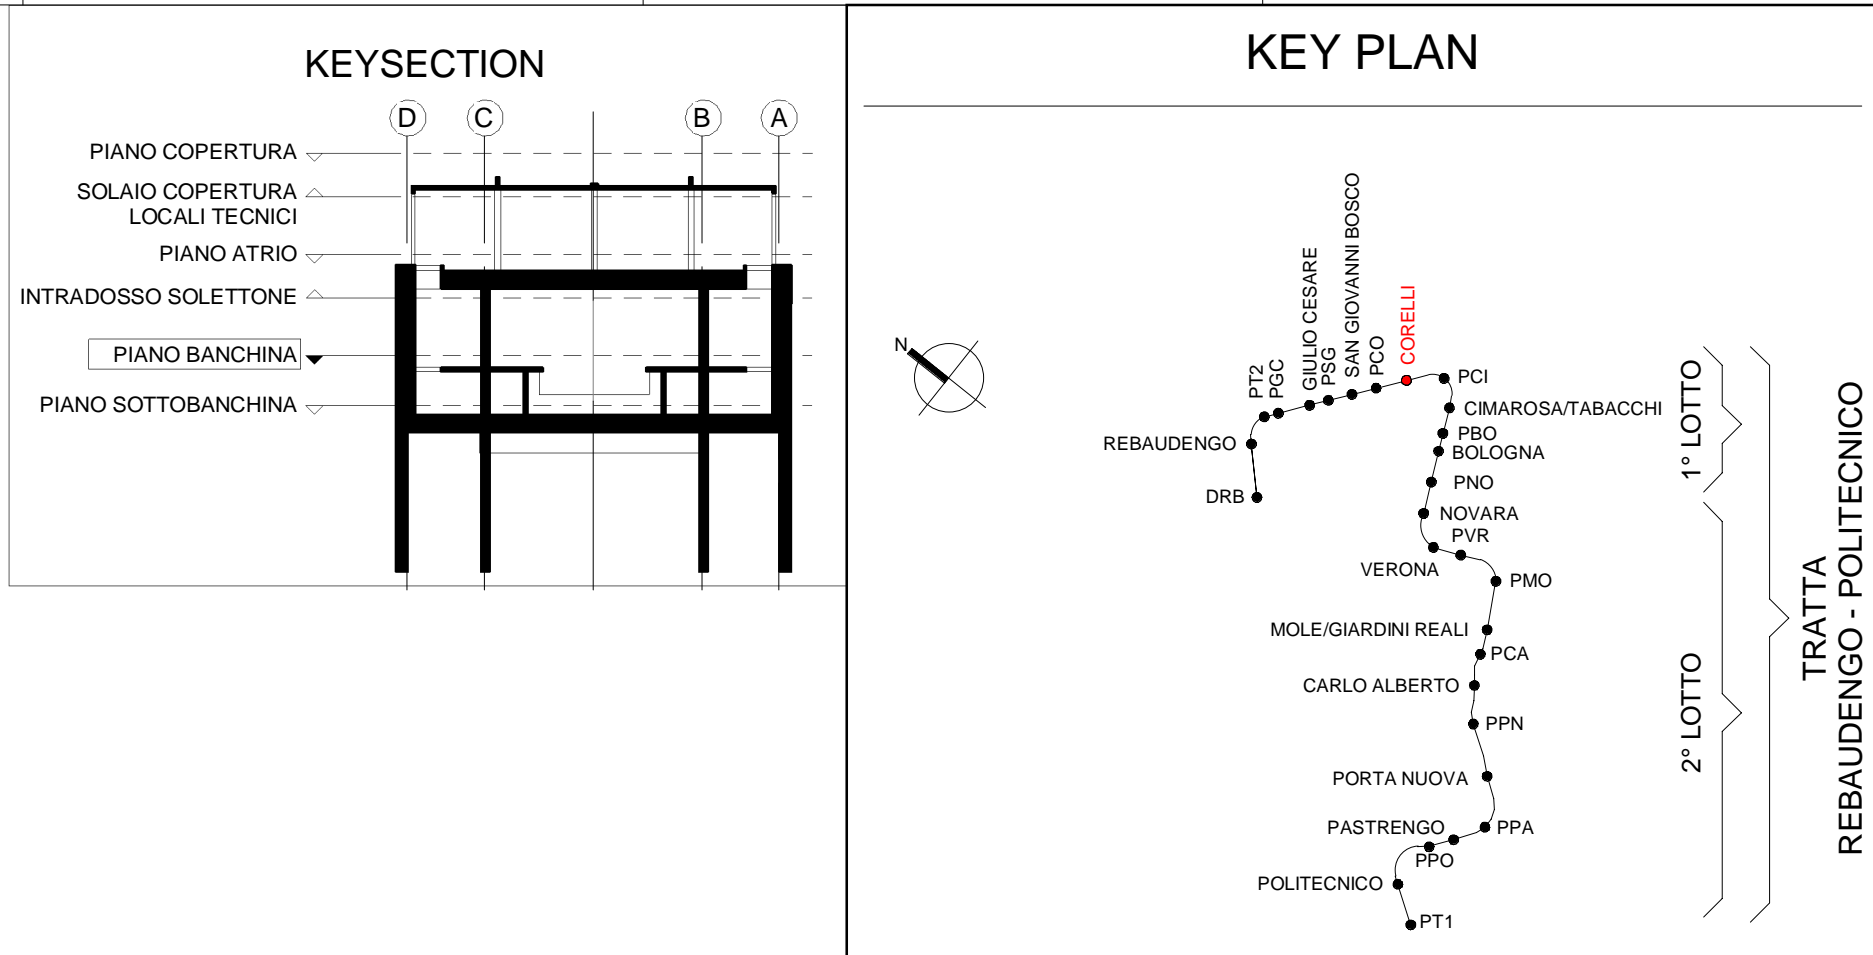 KEYSECTION
D
C
B
A
PIANO COPERTURA
SOLAIO COPERTURA
LOCALI TECNICI
PIANO ATRIO
INTRADOSSO SOLETTONE
PIANO BANCHINA
PIANO SOTTOBANCHINA
KEY PLAN
N
PT2
PGC
GIULIO CESARE
PSG
SAN GIOVANNI BOSCO
PCO
CORELLI
PCI
CIMAROSA/TABACCHI
PBO
BOLOGNA
PNO
NOVARA
PVR
VERONA
PMO
REBAUDENGO
DRB
MOLE/GIARDINI REALI
PCA
CARLO ALBERTO
PPN
PORTA NUOVA
PASTRENGO
PPA
PPO
POLITECNICO
PT1
1° LOTTO
2° LOTTO
TRATTA
REBAUDENGO - POLITECNICO